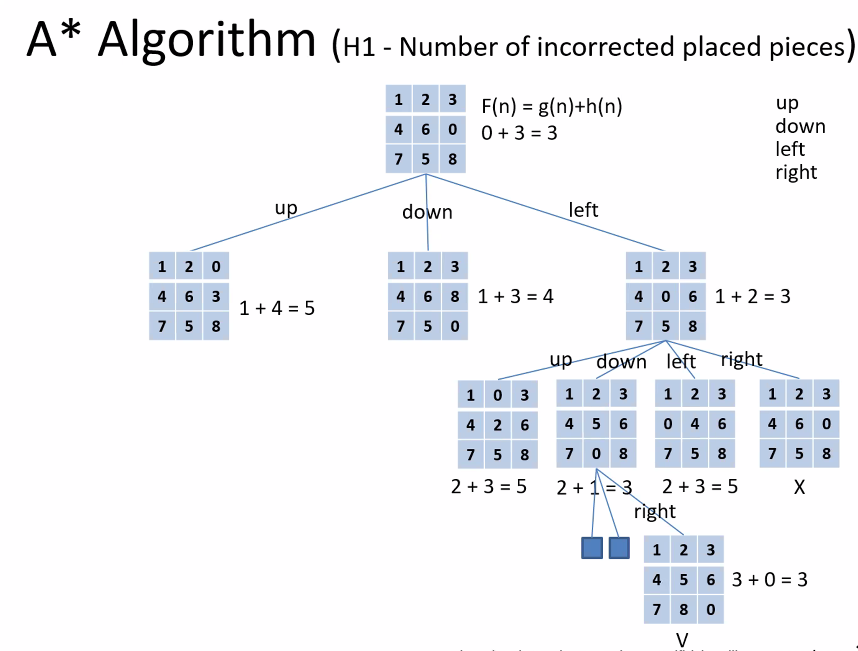 A* Algorithm (H1 - Number of incorrected placed pieces)
1 2 3
4 6 0
7 5 8
F(n) = g(n)+h(n)
0 + 3 = 3
up
down
left
right
up
down
left
1 2 0
4 6 3
7 5 8
1 + 4 = 5
1 2 3
4 6 8
7 5 0
1 + 3 = 4
1 2 3
4 0 6
7 5 8
1 + 2 = 3
up
down
left
right
1 0 3
4 2 6
7 5 8
2 + 3 = 5
1 2 3
4 5 6
7 0 8
2 + 1 = 3
1 2 3
0 4 6
7 5 8
2 + 3 = 5
1 2 3
4 6 0
7 5 8
X
right
1 2 3
4 5 6
7 8 0
3 + 0 = 3
V